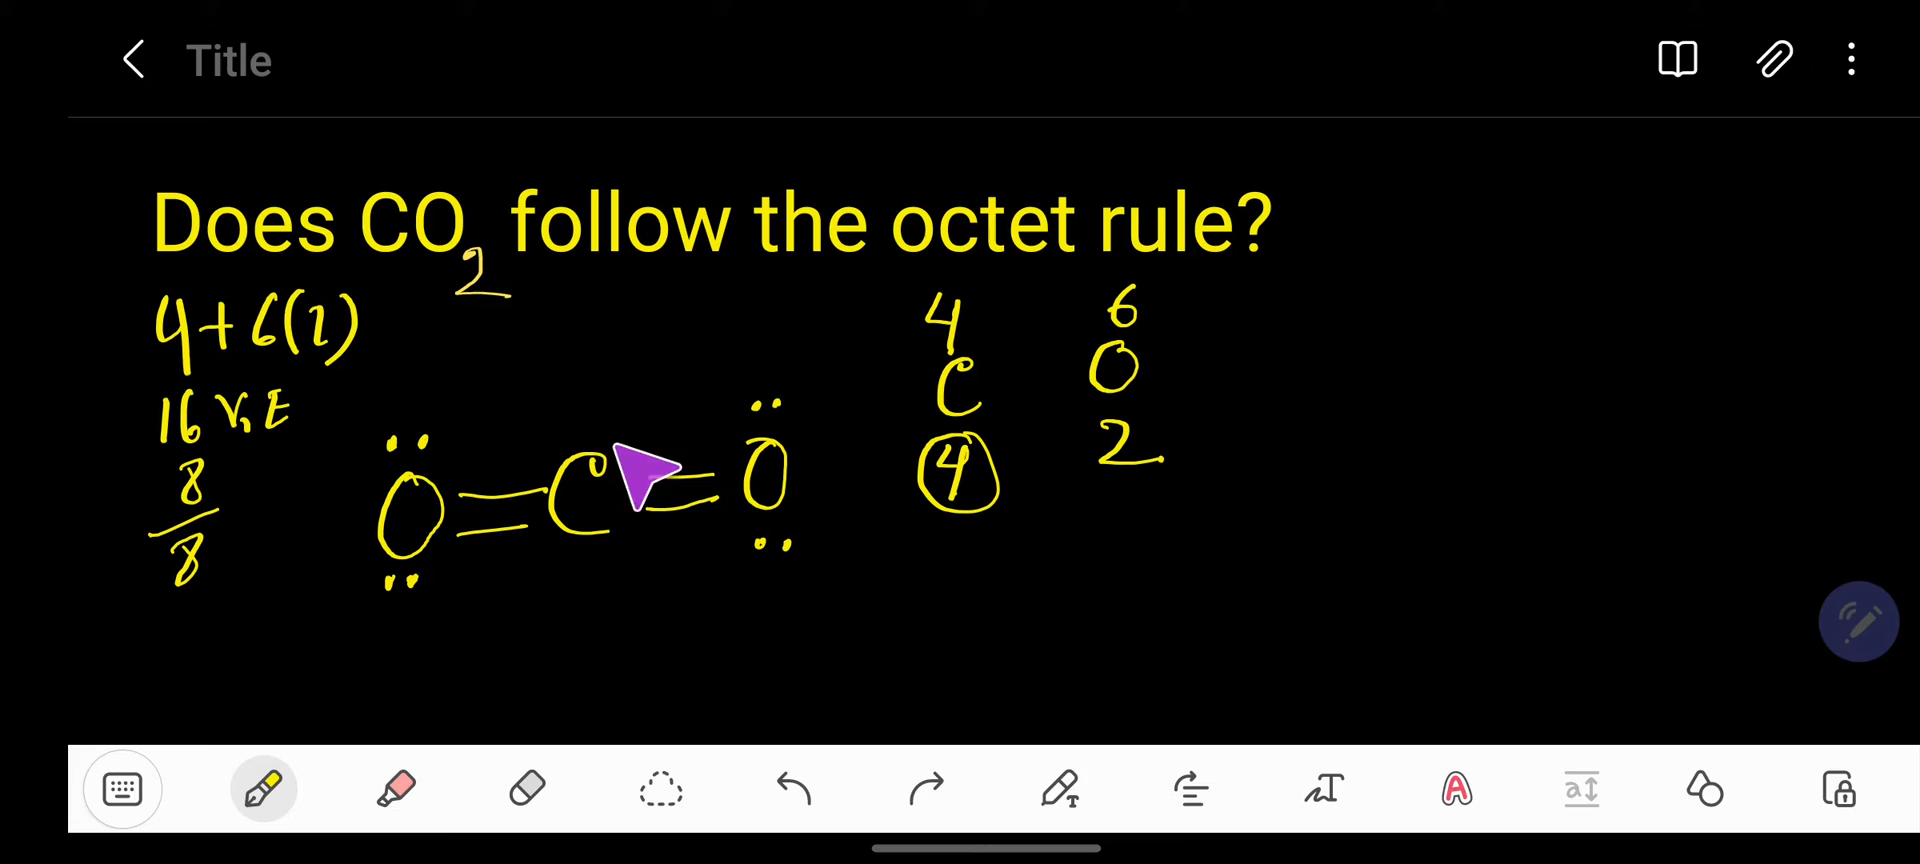 Title
Does CO2 follow the octet rule?
4+6(2)
16 V.E
8
8
4 6
C O
4 2
:O=C=O: